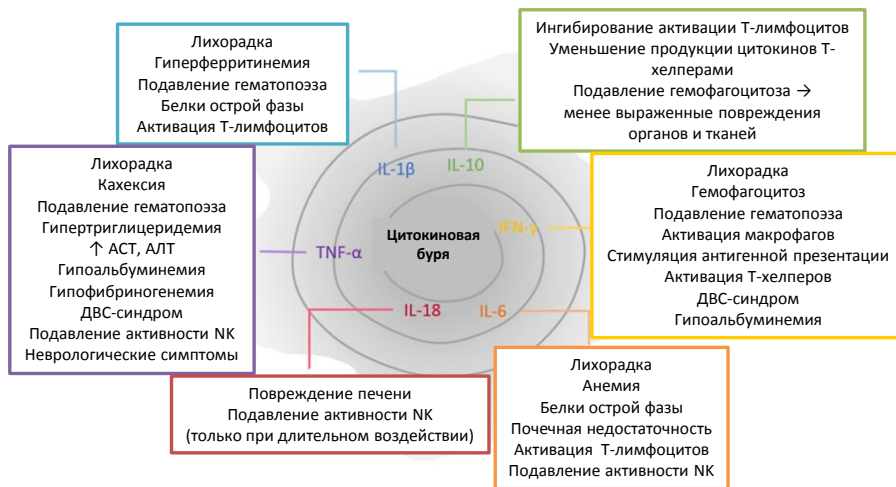 Лихорадка
Гиперферритинемия
Подавление гематопоэза
Белки острой фазы
Активация Т-лимфоцитов
Ингибирование активации Т-лимфоцитов
Уменьшение продукции цитокинов Т-
хелперами
Подавление гемофагоцитоза →
менее выраженные повреждения
органов и тканей
Лихорадка
Кахексия
Подавление гематопоэза
Гипертриглицеридемия
↑ АСТ, АЛТ
Гипоальбуминемия
Гипофибриногенемия
ДВС-синдром
Подавление активности NK
Неврологические симптомы
IL-1β
IL-10
TNF-α
Цитокиновая
буря
IFN-γ
IL-18
IL-6
Лихорадка
Гемофагоцитоз
Подавление гематопоэза
Активация макрофагов
Стимуляция антигенной презентации
Активация Т-хелперов
ДВС-синдром
Гипоальбуминемия
Повреждение печени
Подавление активности NK
(только при длительном воздействии)
Лихорадка
Анемия
Белки острой фазы
Почечная недостаточность
Активация Т-лимфоцитов
Подавление активности NK